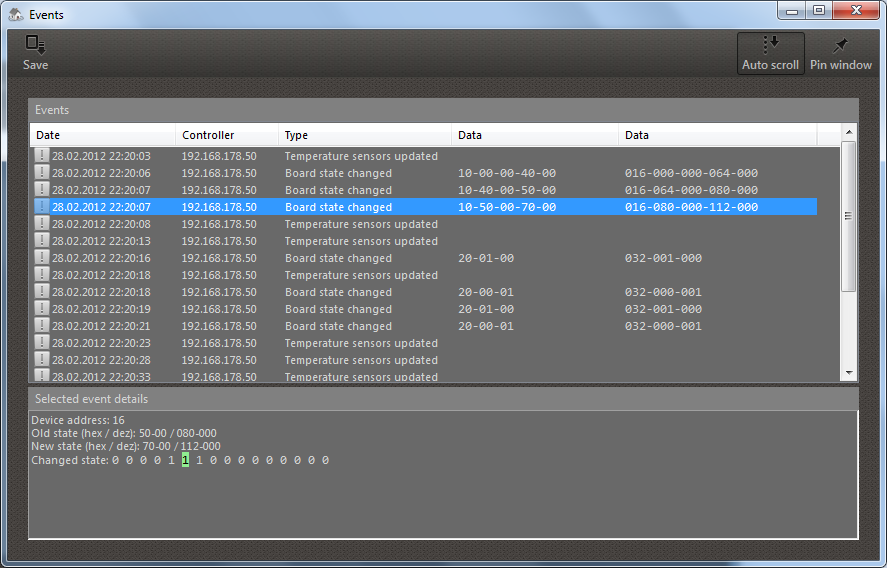 Events
Save
Auto scroll
Pin window
Events
Date Controller Type Data Data
28.02.2012 22:20:03 192.168.178.50 Temperature sensors updated
28.02.2012 22:20:06 192.168.178.50 Board state changed 10-00-00-40-00 016-000-000-064-000
28.02.2012 22:20:07 192.168.178.50 Board state changed 10-40-00-50-00 016-064-000-080-000
28.02.2012 22:20:07 192.168.178.50 Board state changed 10-50-00-70-00 016-080-000-112-000
28.02.2012 22:20:08 192.168.178.50 Temperature sensors updated
28.02.2012 22:20:13 192.168.178.50 Temperature sensors updated
28.02.2012 22:20:16 192.168.178.50 Board state changed 20-01-00 032-001-000
28.02.2012 22:20:18 192.168.178.50 Temperature sensors updated
28.02.2012 22:20:18 192.168.178.50 Board state changed 20-00-01 032-000-001
28.02.2012 22:20:19 192.168.178.50 Board state changed 20-01-00 032-001-000
28.02.2012 22:20:21 192.168.178.50 Board state changed 20-00-01 032-000-001
28.02.2012 22:20:23 192.168.178.50 Temperature sensors updated
28.02.2012 22:20:28 192.168.178.50 Temperature sensors updated
28.02.2012 22:20:33 192.168.178.50 Temperature sensors updated
Selected event details
Device address: 16
Old state (hex / dez): 50-00 / 080-000
New state (hex / dez): 70-00 / 112-000
Changed state: 0 0 0 0 1 1 1 0 0 0 0 0 0 0 0 0